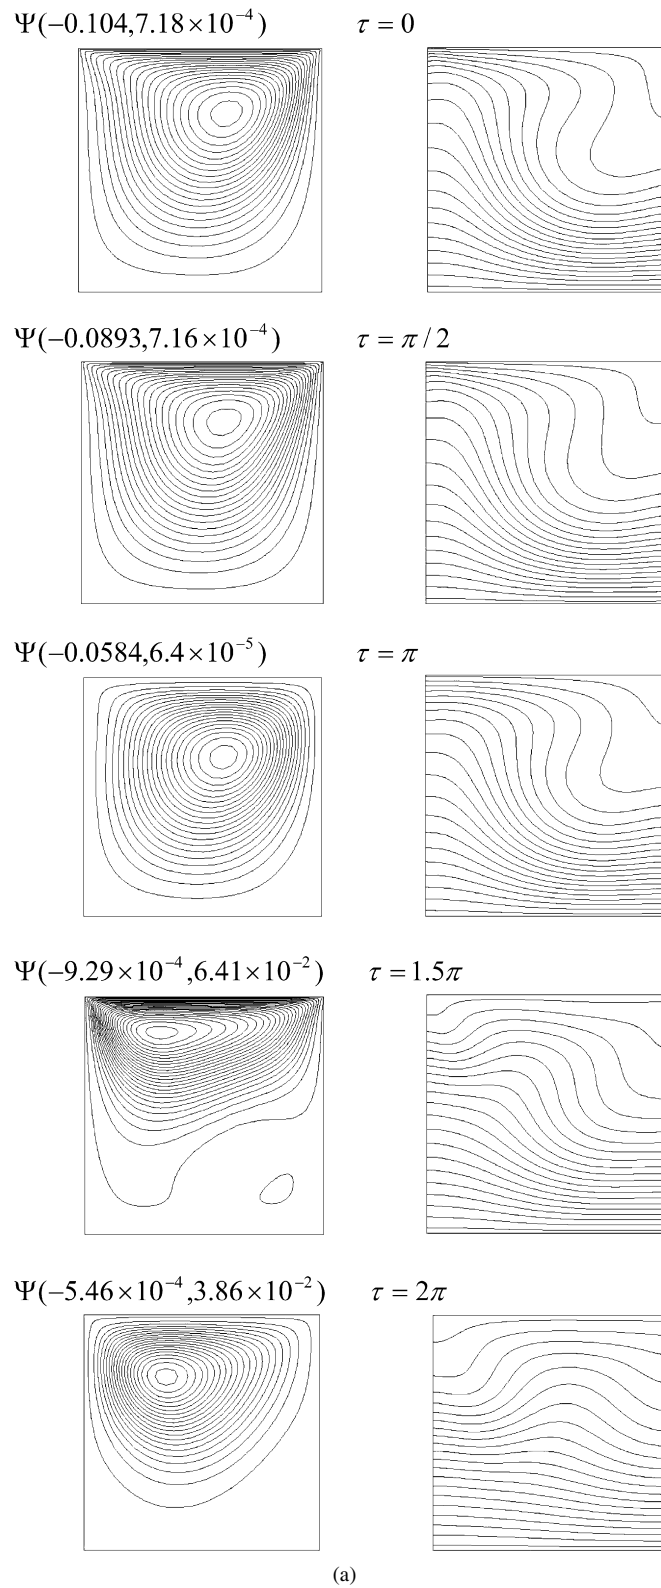 Ψ(−0.104,7.18×10⁻⁴) τ = 0
Ψ(−0.0893,7.16×10⁻⁴) τ = π / 2
Ψ(−0.0584,6.4×10⁻⁵) τ = π
Ψ(−9.29×10⁻⁴,6.41×10⁻²) τ = 1.5π
Ψ(−5.46×10⁻⁴,3.86×10⁻²) τ = 2π
(a)